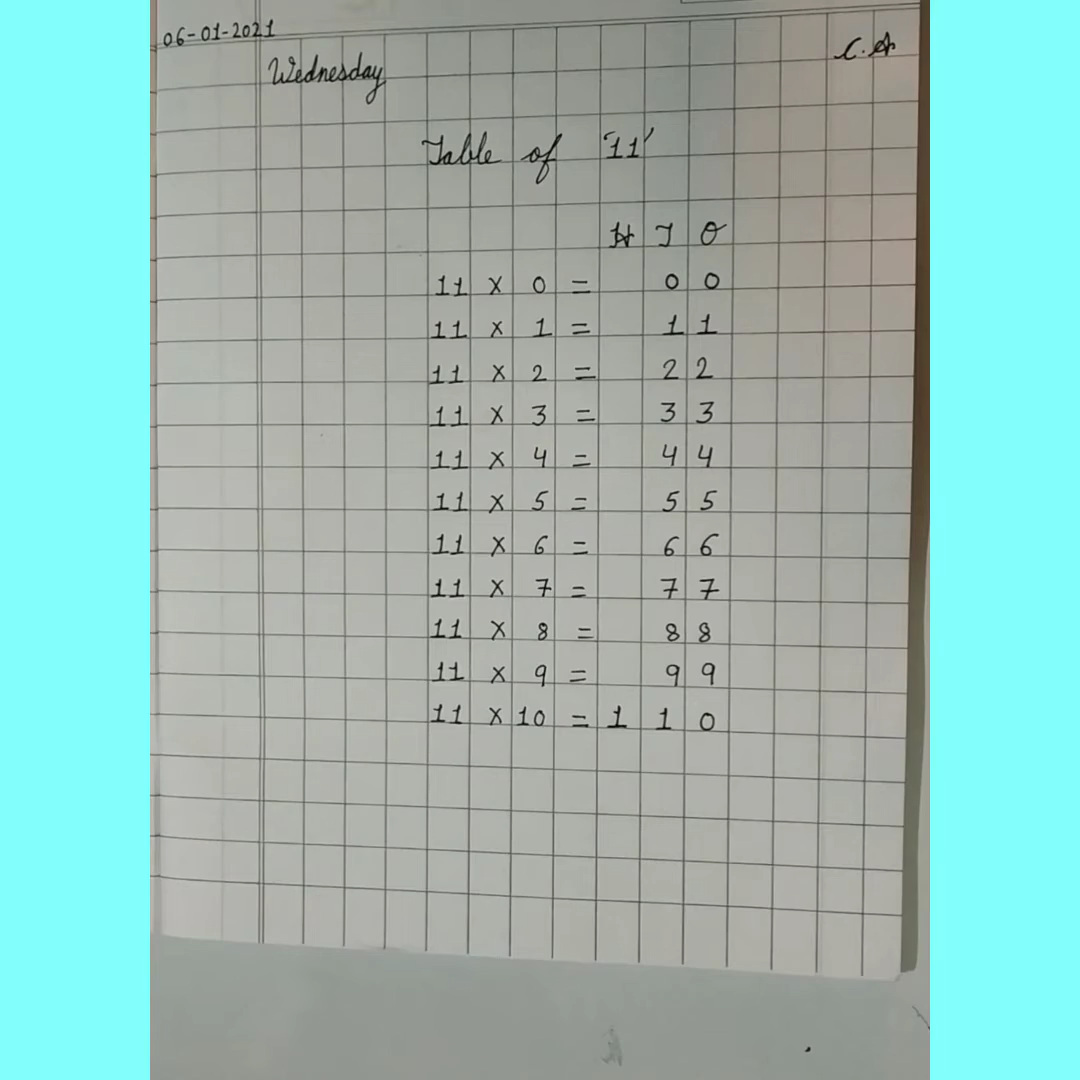 06-01-2021
Wednesday C.A
Table of '11'
H T O
11 × 0 = 0 0
11 × 1 = 1 1
11 × 2 = 2 2
11 × 3 = 3 3
11 × 4 = 4 4
11 × 5 = 5 5
11 × 6 = 6 6
11 × 7 = 7 7
11 × 8 = 8 8
11 × 9 = 9 9
11 × 10 = 1 1 0